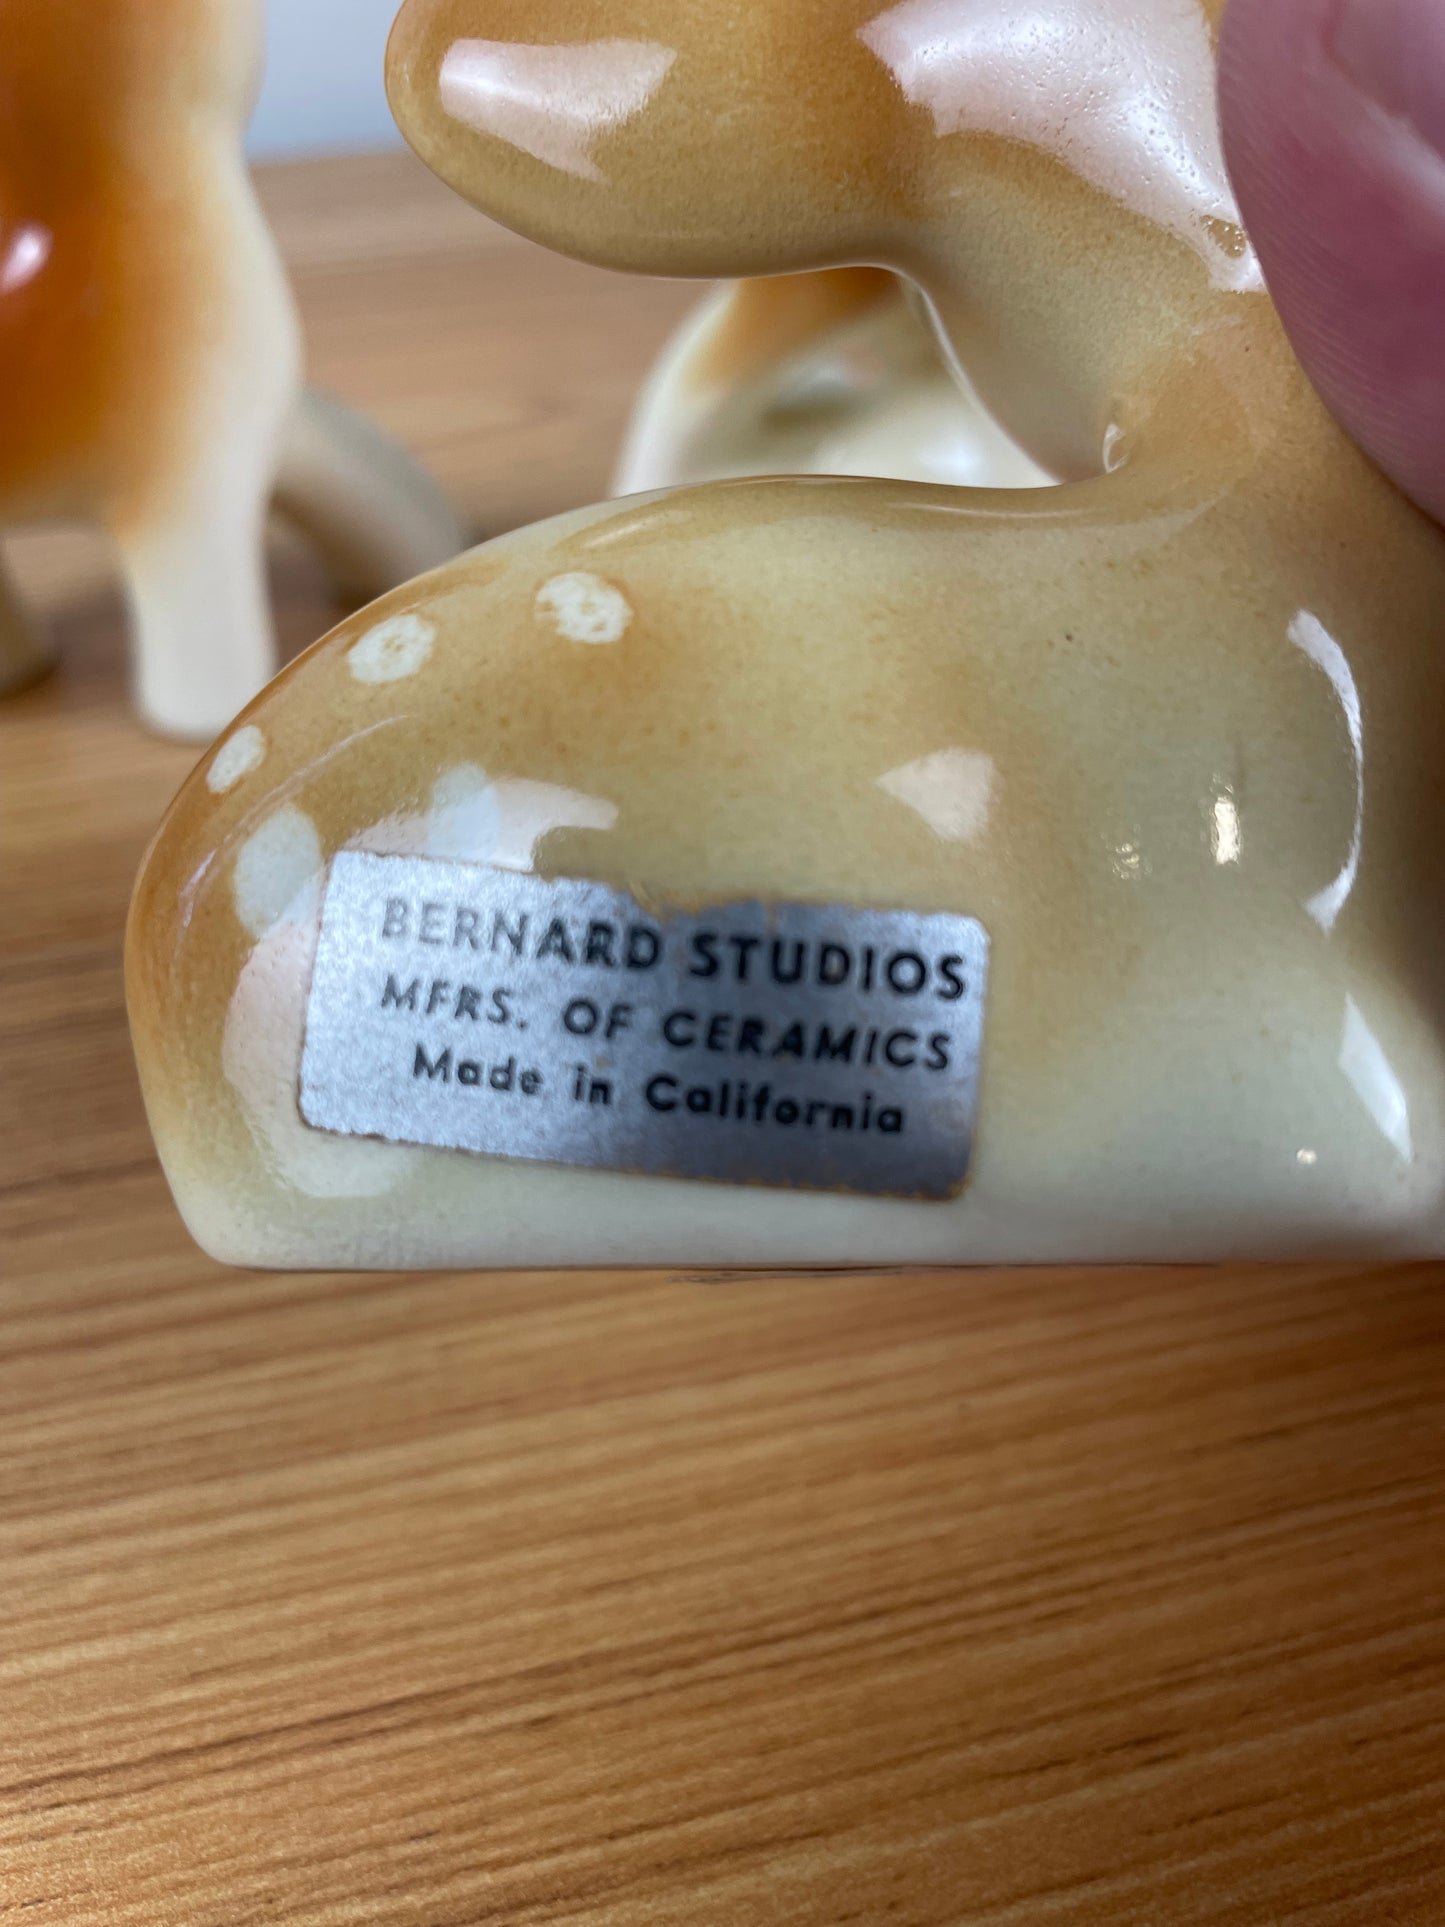 BERNARD STUDIOS
MFRS. OF CERAMICS
Made in California